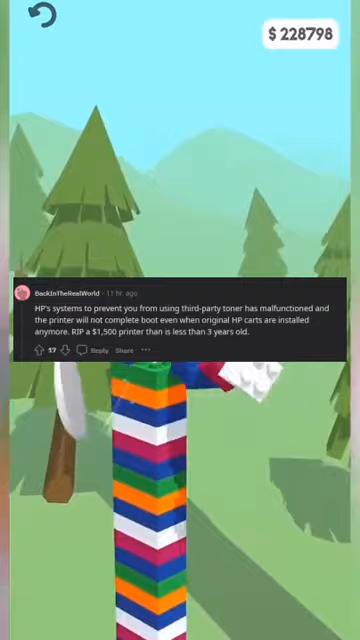 $ 228798
BackInTheRealWorld · 11 hr. ago
HP's systems to prevent you from using third-party toner has malfunctioned and
the printer will not complete boot even when original HP carts are installed
anymore. RIP a $1,500 printer than is less than 3 years old.
17 Reply Share ···